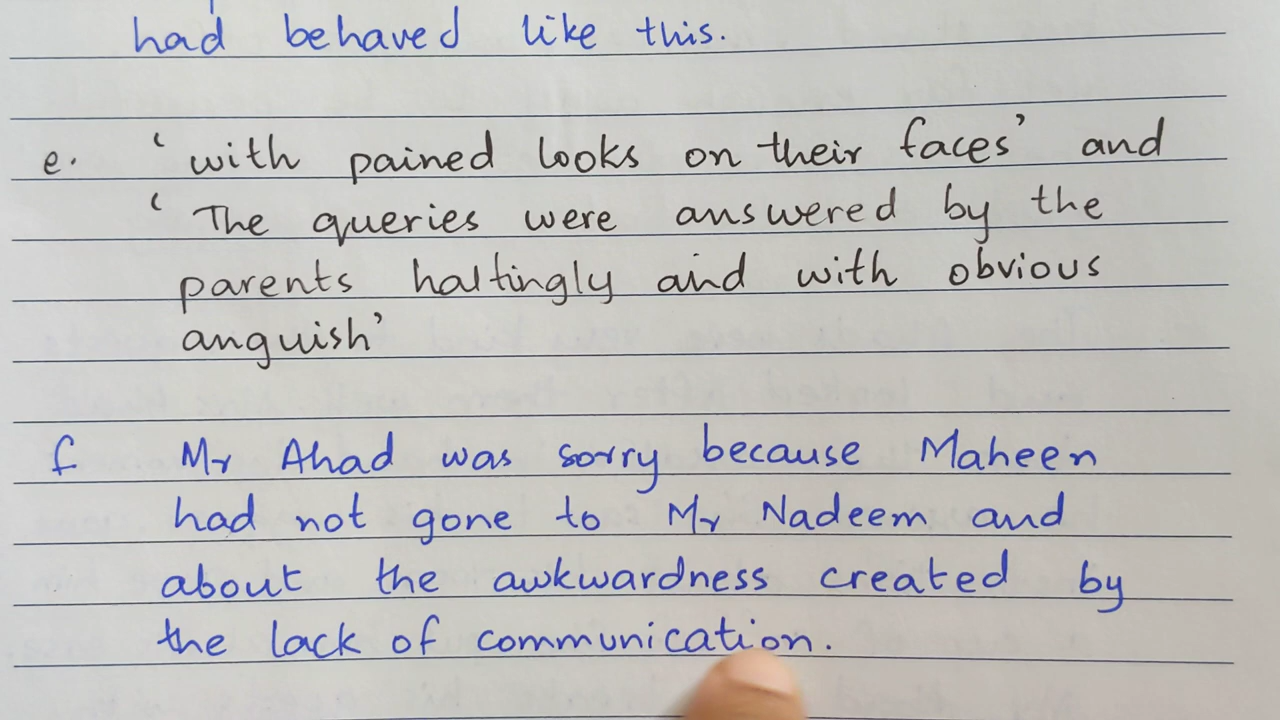 had behaved like this.
e. ‘with pained looks on their faces’ and
‘The queries were answered by the
parents haltingly and with obvious
anguish’
f Mr Ahad was sorry because Maheen
had not gone to Mr Nadeem and
about the awkwardness created by
the lack of communication.